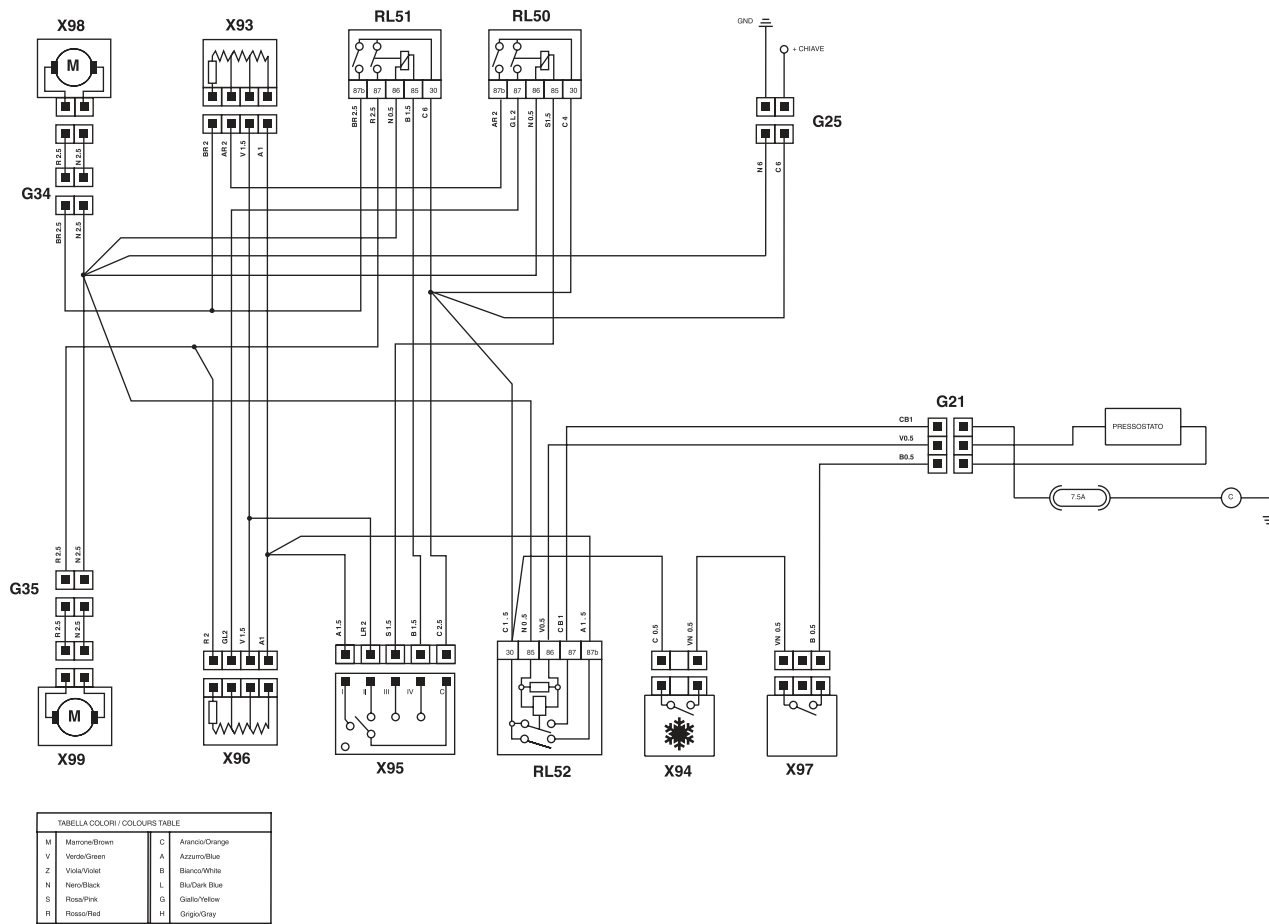 X98
X93
RL51
RL50
GND
+ CHIAVE
M
87b 87 86 85 30
87b 87 86 85 30
G25
BR 2.5
R 2.5
N 0.5
B 1.5
C 6
AR 2
G L 2
N 0.5
S1.5
C 4
R 2.5
N 2.5
BR 2
AR 2
V 1.5
A 1
N 6
C 6
G34
BR 2.5
N 2.5
G21
CB1
V0.5
B0.5
PRESSOSTATO
7.5A
C
R 2.5
N 2.5
G35
R 2.5
N 2.5
R 2
GL2
V 1.5
A1
A 1.5
LR 2
S 1.5
B 1.5
C 2.5
C 1 . 5
N 0 .5
V0.5
C B 1
A 1 . 5
C 0.5
VN 0.5
VN 0.5
B 0.5
30 85 86 87 87b
I II III IV C
M
X99
X96
X95
RL52
X94
X97
TABELLA COLORI / COLOURS TABLE
M Marrone/Brown C Arancio/Orange
V Verde/Green A Azzurro/Blue
Z Viola/Violet B Bianco/White
N Nero/Black L Blu/Dark Blue
S Rosa/Pink G Giallo/Yellow
R Rosso/Red H Grigio/Gray